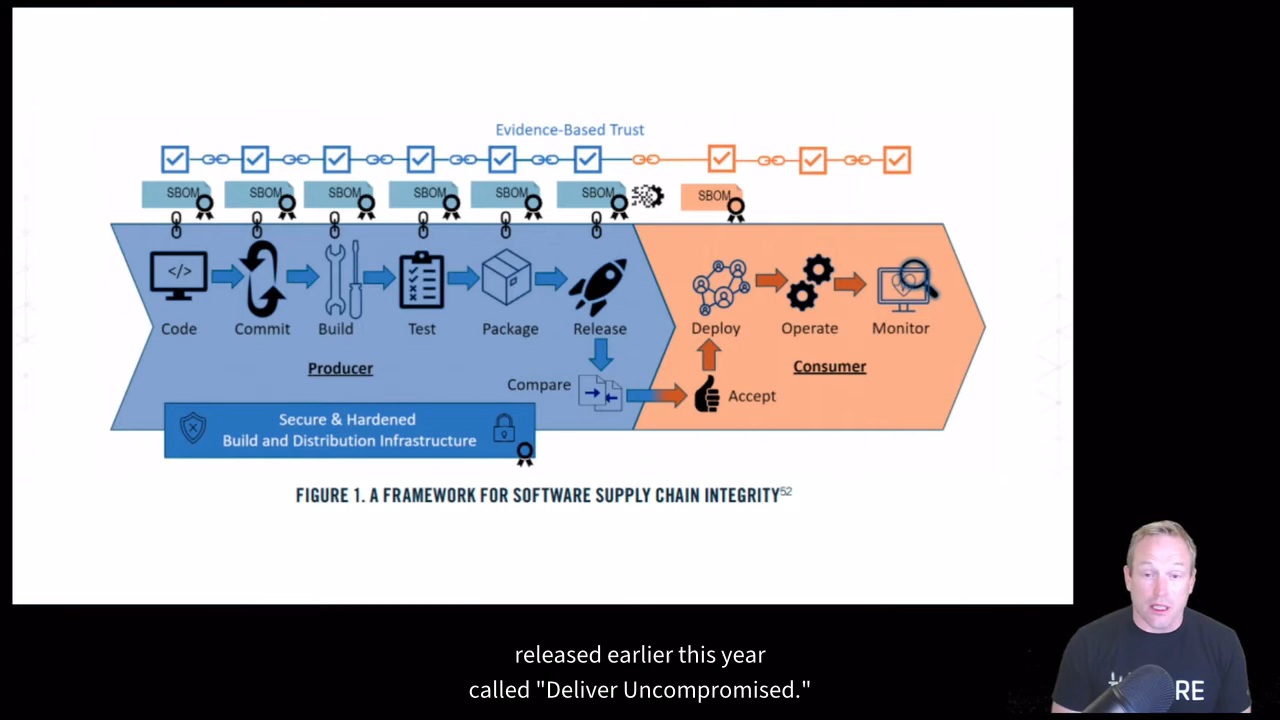 Evidence-Based Trust
SBOM SBOM SBOM SBOM SBOM SBOM SBOM
</>
Code Commit Build Test Package Release Deploy Operate Monitor
Producer Consumer
Compare Accept
Secure & Hardened
Build and Distribution Infrastructure
FIGURE 1. A FRAMEWORK FOR SOFTWARE SUPPLY CHAIN INTEGRITY52
RE
released earlier this year
called "Deliver Uncompromised."